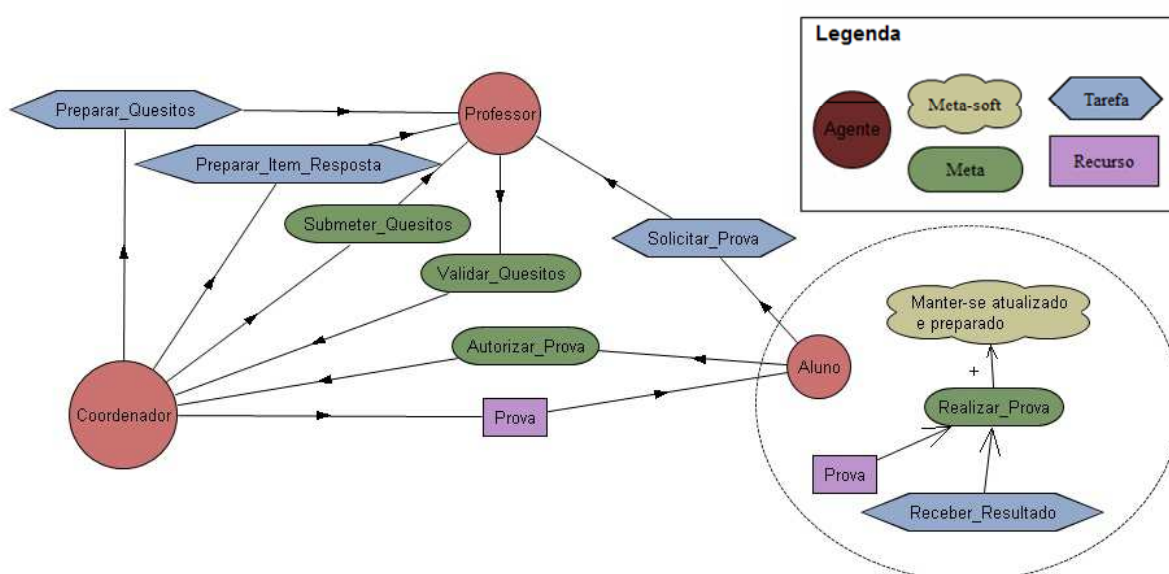 Legenda
Meta-soft
Tarefa
Agente
Meta
Recurso
Preparar_Quesitos
Professor
Preparar_Item_Resposta
Submeter_Quesitos
Solicitar_Prova
Validar_Quesitos
Manter-se atualizado
e preparado
Autorizar_Prova
Aluno
+
Coordenador
Prova
Realizar_Prova
Prova
Receber_Resultado